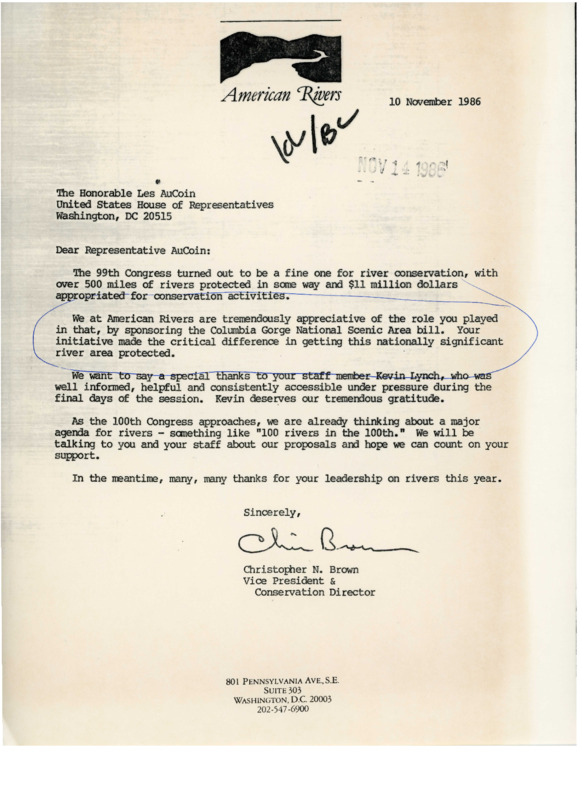 American Rivers
10 November 1986
NOV 14 1986
The Honorable Les AuCoin
United States House of Representatives
Washington, DC 20515
Dear Representative AuCoin:
The 99th Congress turned out to be a fine one for river conservation, with
over 500 miles of rivers protected in some way and $11 million dollars
appropriated for conservation activities.
We at American Rivers are tremendously appreciative of the role you played
in that, by sponsoring the Columbia Gorge National Scenic Area bill. Your
initiative made the critical difference in getting this nationally significant
river area protected.
We want to say a special thanks to your staff member Kevin Lynch, who was
well informed, helpful and consistently accessible under pressure during the
final days of the session. Kevin deserves our tremendous gratitude.
As the 100th Congress approaches, we are already thinking about a major
agenda for rivers - something like "100 rivers in the 100th." We will be
talking to you and your staff about our proposals and hope we can count on your
support.
In the meantime, many, many thanks for your leadership on rivers this year.
Sincerely,
Chris Brown
Christopher N. Brown
Vice President &
Conservation Director
801 PENNSYLVANIA AVE, S.E.
SUITE 303
WASHINGTON, D.C. 20003
202-547-6900